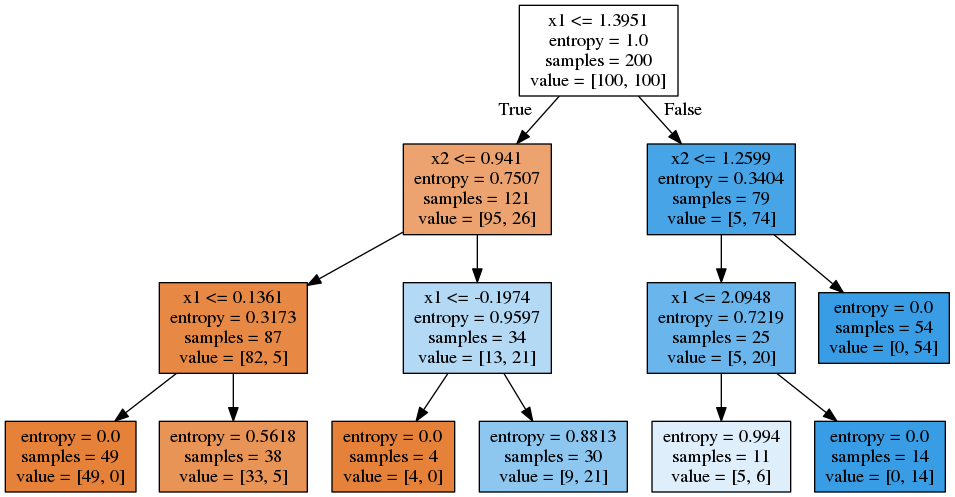 x1 <= 1.3951
entropy = 1.0
samples = 200
value = [100, 100]
True
False
x2 <= 0.941
entropy = 0.7507
samples = 121
value = [95, 26]
x2 <= 1.2599
entropy = 0.3404
samples = 79
value = [5, 74]
x1 <= 0.1361
entropy = 0.3173
samples = 87
value = [82, 5]
x1 <= -0.1974
entropy = 0.9597
samples = 34
value = [13, 21]
x1 <= 2.0948
entropy = 0.7219
samples = 25
value = [5, 20]
entropy = 0.0
samples = 54
value = [0, 54]
entropy = 0.0
samples = 49
value = [49, 0]
entropy = 0.5618
samples = 38
value = [33, 5]
entropy = 0.0
samples = 4
value = [4, 0]
entropy = 0.8813
samples = 30
value = [9, 21]
entropy = 0.994
samples = 11
value = [5, 6]
entropy = 0.0
samples = 14
value = [0, 14]